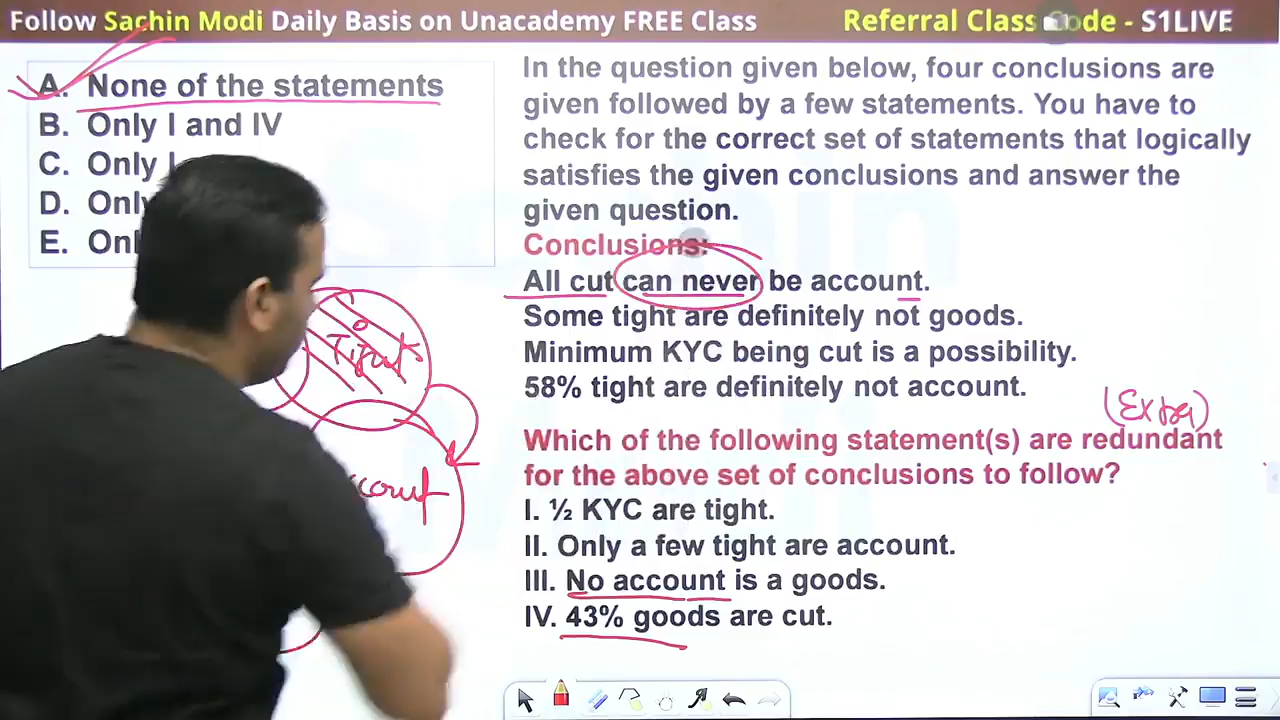 Follow Sachin Modi Daily Basis on Unacademy FREE Class
Referral Class Code - S1LIVE
A. None of the statements
B. Only I and IV
C. Only I
D. Only
E. Onl
In the question given below, four conclusions are
given followed by a few statements. You have to
check for the correct set of statements that logically
satisfies the given conclusions and answer the
given question.
Conclusions:
All cut can never be account.
Some tight are definitely not goods.
Minimum KYC being cut is a possibility.
58% tight are definitely not account.
(Extra)
Which of the following statement(s) are redundant
for the above set of conclusions to follow?
I. ½ KYC are tight.
II. Only a few tight are account.
III. No account is a goods.
IV. 43% goods are cut.